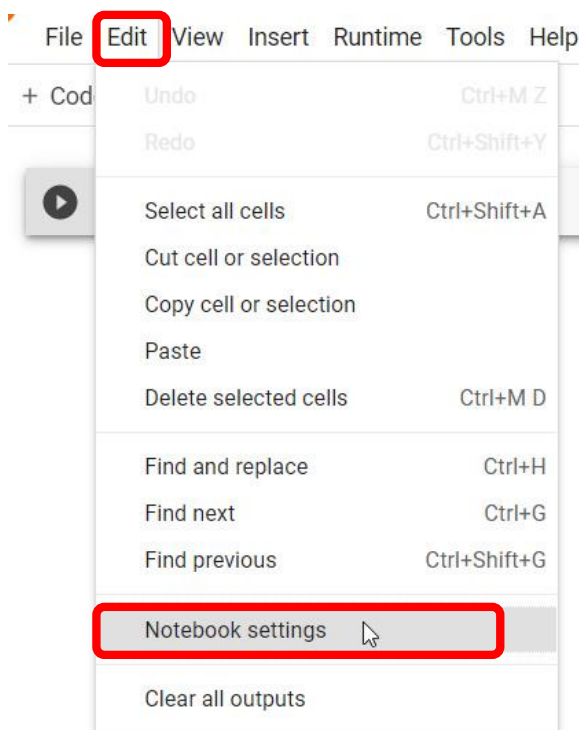 File Edit View Insert Runtime Tools Help
+ Cod
Undo Ctrl+M Z
Redo Ctrl+Shift+Y
Select all cells Ctrl+Shift+A
Cut cell or selection
Copy cell or selection
Paste
Delete selected cells Ctrl+M D
Find and replace Ctrl+H
Find next Ctrl+G
Find previous Ctrl+Shift+G
Notebook settings
Clear all outputs